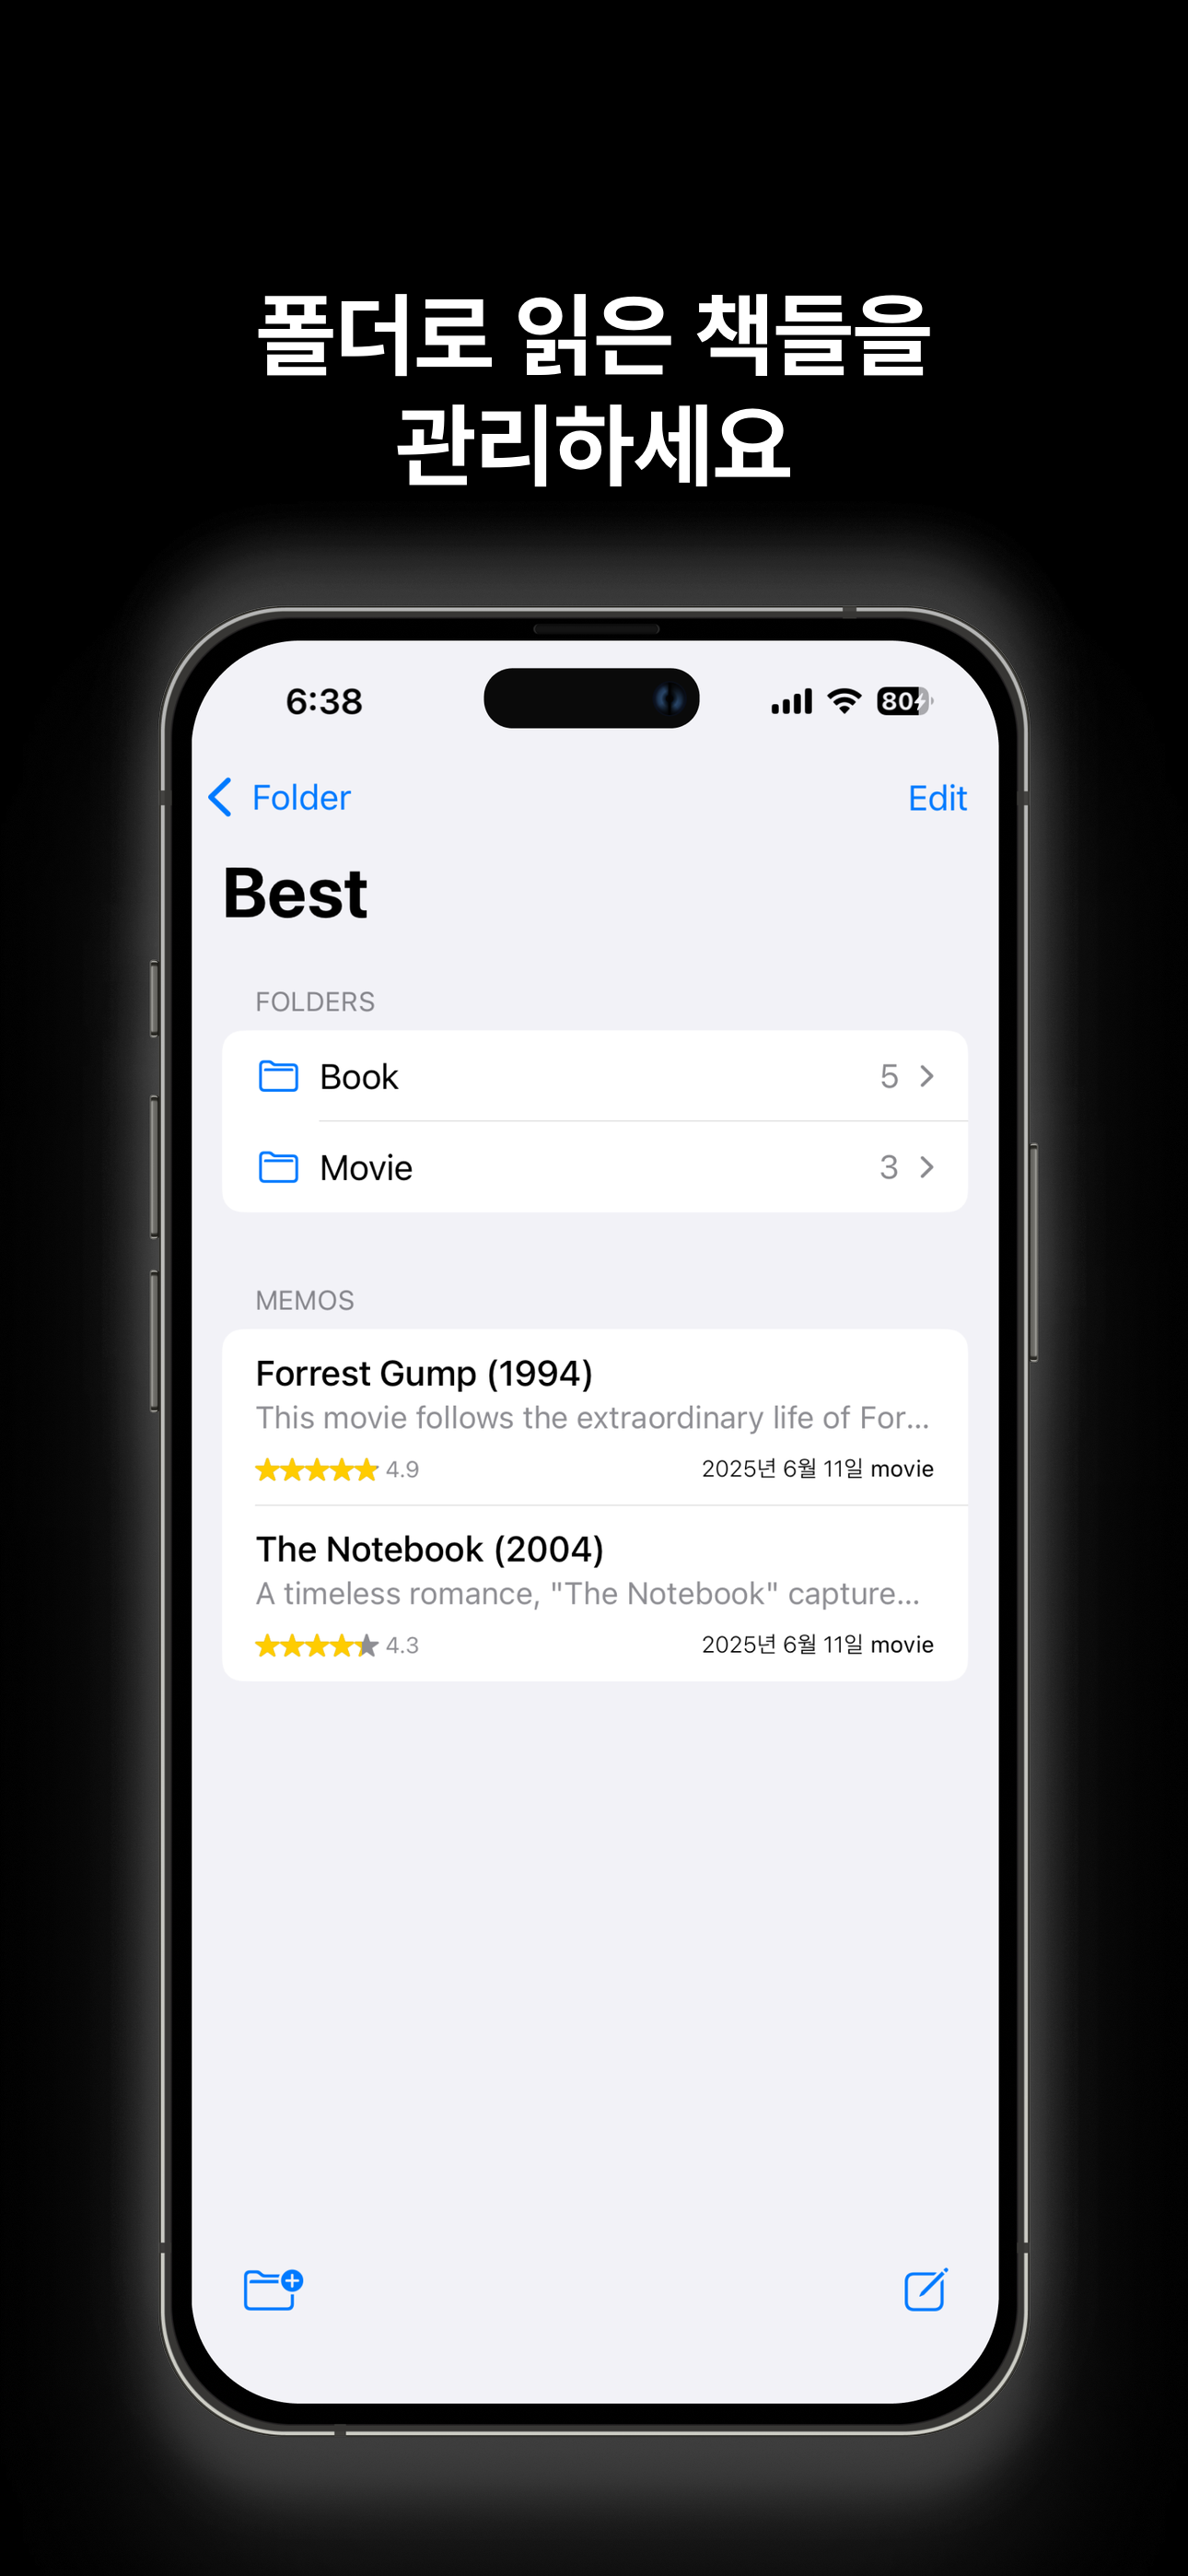 폴더로 읽은 책들을
관리하세요
6:38
80
Folder
Edit
Best
FOLDERS
Book 5
Movie 3
MEMOS
Forrest Gump (1994)
This movie follows the extraordinary life of For...
4.9 2025년 6월 11일 movie
The Notebook (2004)
A timeless romance, "The Notebook" capture...
4.3 2025년 6월 11일 movie